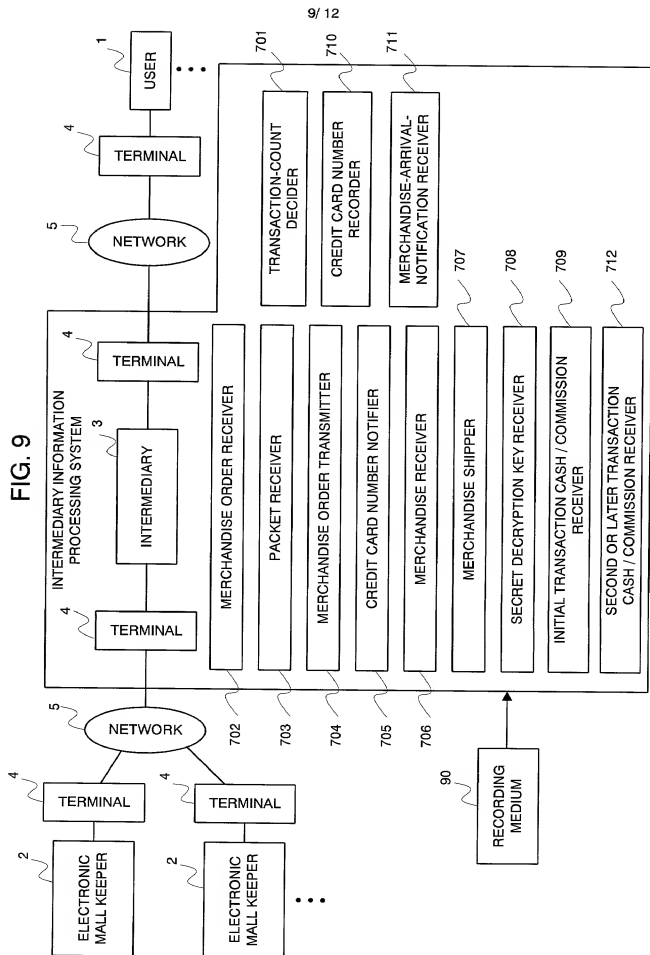 9/ 12
FIG. 9
1
USER
4
TERMINAL
5
NETWORK
INTERMEDIARY INFORMATION
PROCESSING SYSTEM
4
TERMINAL
3
INTERMEDIARY
4
TERMINAL
5
NETWORK
4
TERMINAL
2
ELECTRONIC
MALL KEEPER
4
TERMINAL
2
ELECTRONIC
MALL KEEPER
701
TRANSACTION-COUNT
DECIDER
710
CREDIT CARD NUMBER
RECORDER
711
MERCHANDISE-ARRIVAL-
NOTIFICATION RECEIVER
702
MERCHANDISE ORDER RECEIVER
703
PACKET RECEIVER
704
MERCHANDISE ORDER TRANSMITTER
705
CREDIT CARD NUMBER NOTIFIER
706
MERCHANDISE RECEIVER
707
MERCHANDISE SHIPPER
708
SECRET DECRYPTION KEY RECEIVER
709
INITIAL TRANSACTION CASH / COMMISSION
RECEIVER
712
SECOND OR LATER TRANSACTION
CASH / COMMISSION RECEIVER
90
RECORDING
MEDIUM